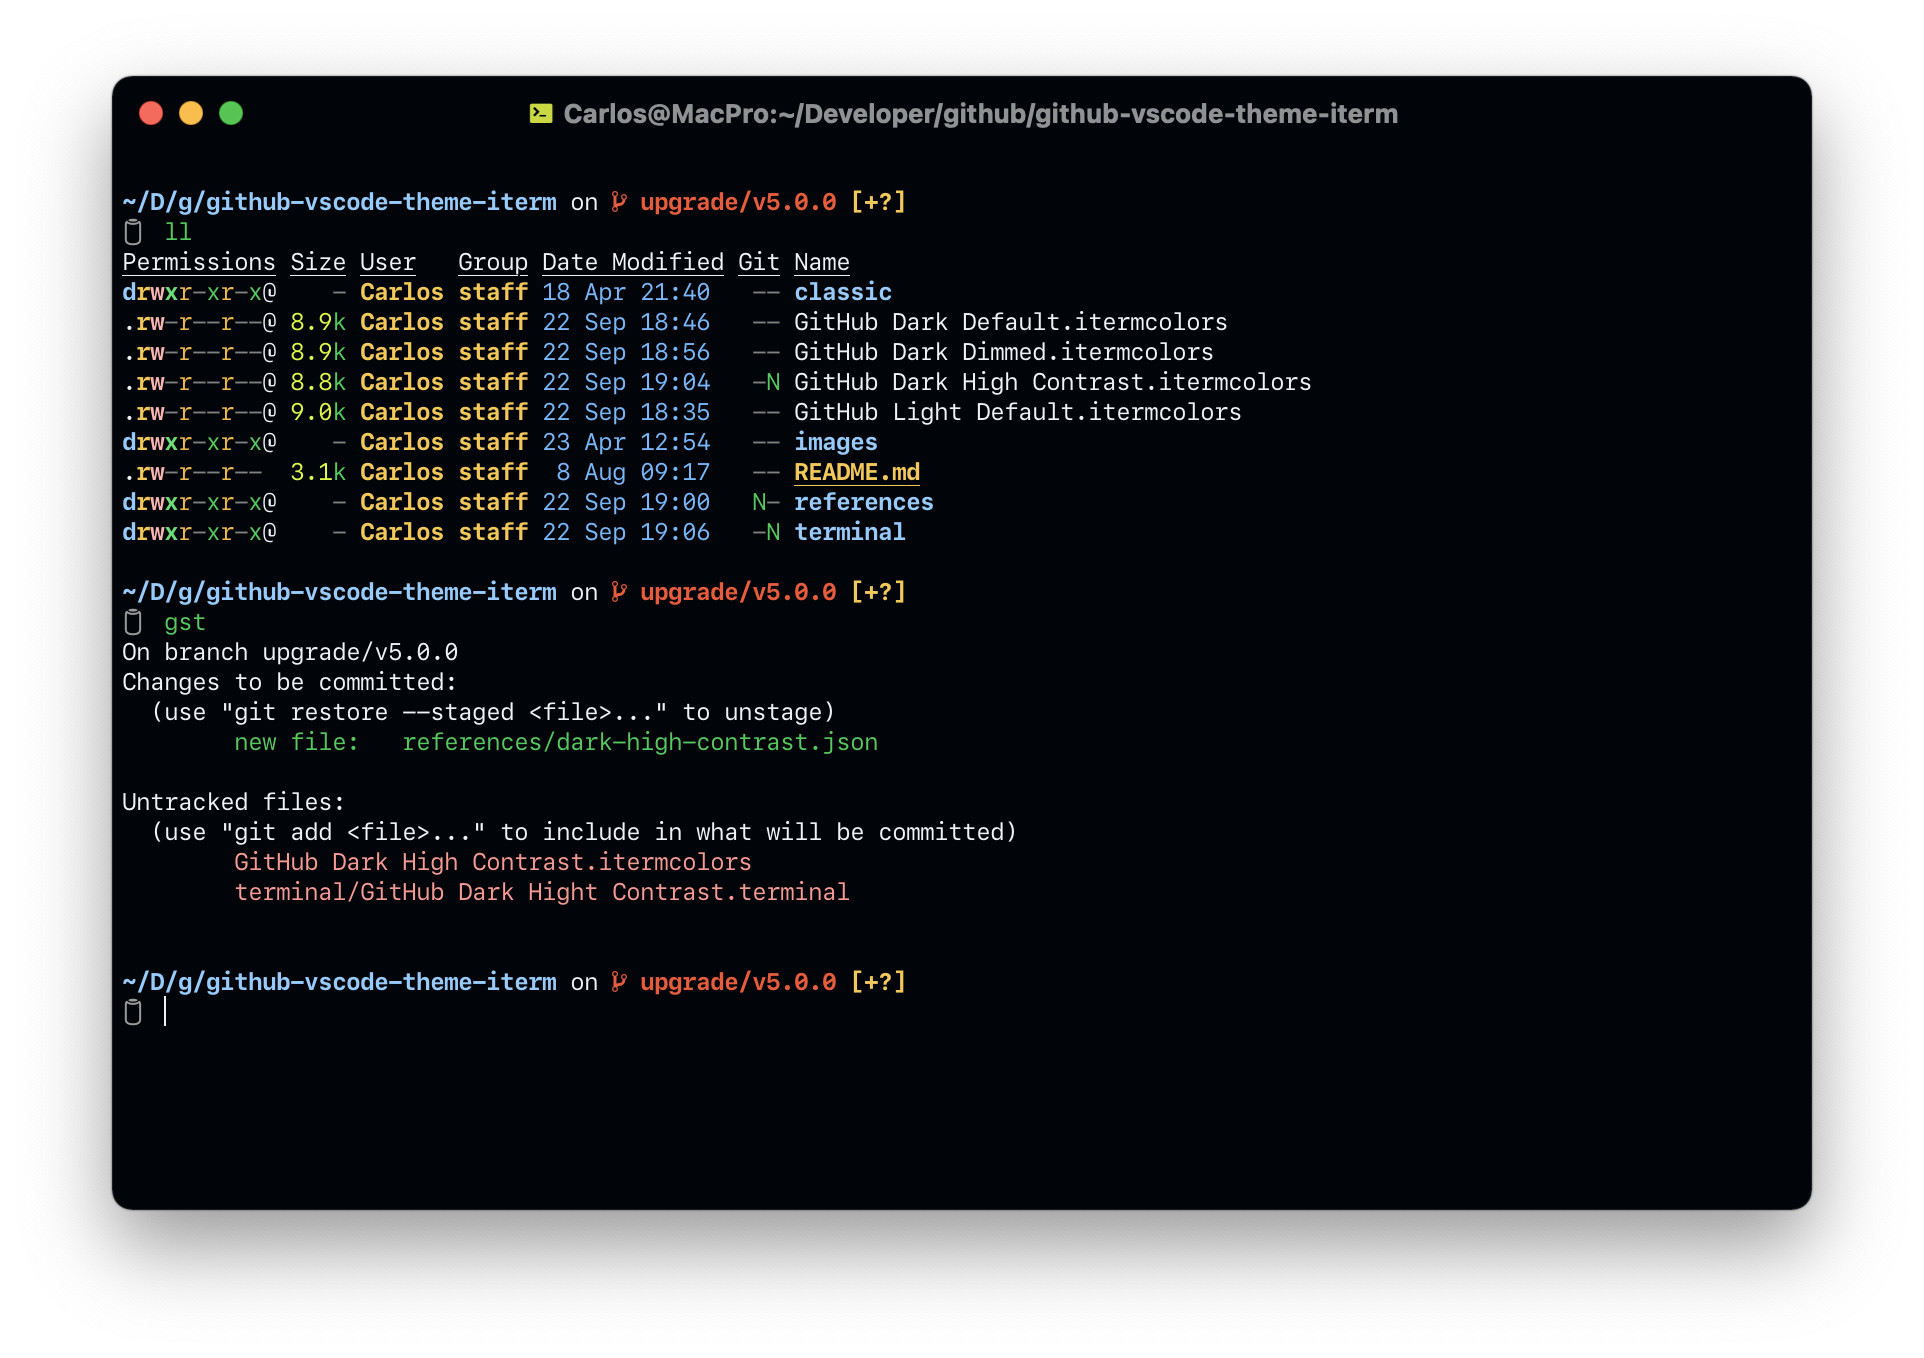 Carlos@MacPro:~/Developer/github/github-vscode-theme-iterm
~/D/g/github-vscode-theme-iterm on upgrade/v5.0.0 [+?]
ll
Permissions Size User   Group Date Modified Git Name
drwxr-xr-x@    - Carlos staff 18 Apr 21:40   -- classic
.rw-r--r--@ 8.9k Carlos staff 22 Sep 18:46   -- GitHub Dark Default.itermcolors
.rw-r--r--@ 8.9k Carlos staff 22 Sep 18:56   -- GitHub Dark Dimmed.itermcolors
.rw-r--r--@ 8.8k Carlos staff 22 Sep 19:04   -N GitHub Dark High Contrast.itermcolors
.rw-r--r--@ 9.0k Carlos staff 22 Sep 18:35   -- GitHub Light Default.itermcolors
drwxr-xr-x@    - Carlos staff 23 Apr 12:54   -- images
.rw-r--r--  3.1k Carlos staff  8 Aug 09:17   -- README.md
drwxr-xr-x@    - Carlos staff 22 Sep 19:00   N- references
drwxr-xr-x@    - Carlos staff 22 Sep 19:06   -N terminal
~/D/g/github-vscode-theme-iterm on upgrade/v5.0.0 [+?]
gst
On branch upgrade/v5.0.0
Changes to be committed:
  (use "git restore --staged <file>..." to unstage)
        new file:   references/dark-high-contrast.json
Untracked files:
  (use "git add <file>..." to include in what will be committed)
        GitHub Dark High Contrast.itermcolors
        terminal/GitHub Dark Hight Contrast.terminal
~/D/g/github-vscode-theme-iterm on upgrade/v5.0.0 [+?]